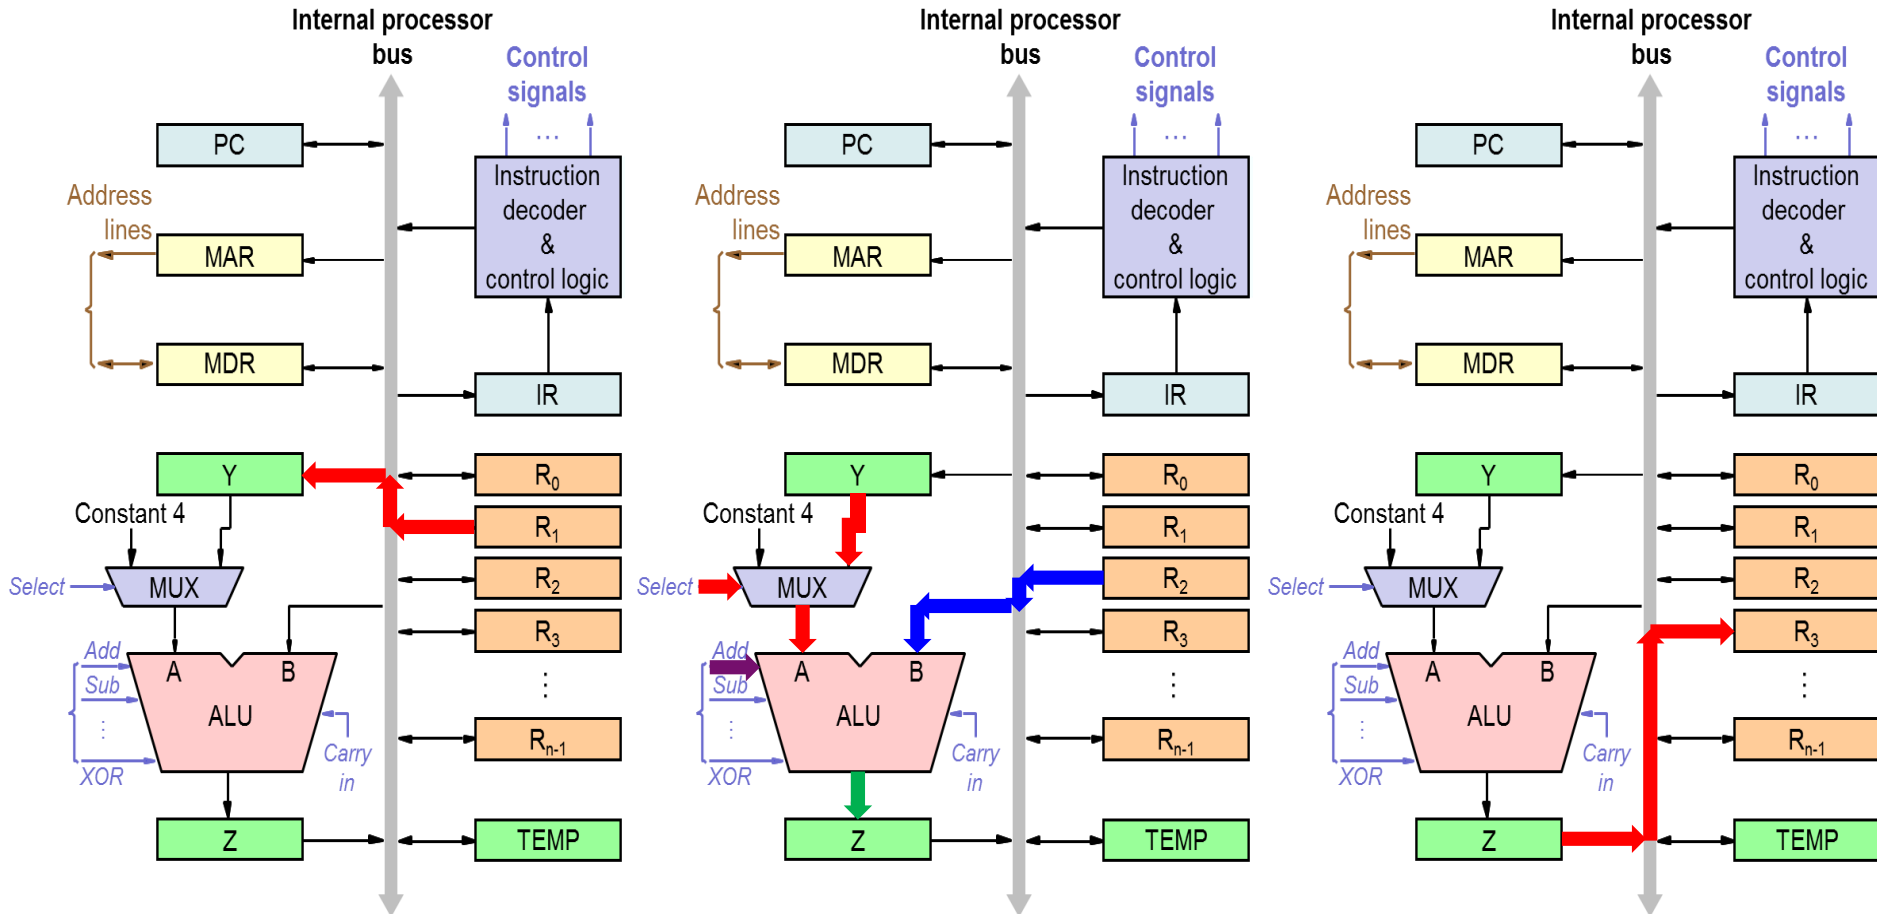 Internal processor
bus
Control
signals
...
PC
Instruction
decoder
&
control logic
Address
lines
MAR
MDR
IR
Y
R0
Constant 4
R1
Select
MUX
R2
R3
Add
A
B
Sub
⋮
⋮
ALU
Rn-1
XOR
Carry
in
Z
TEMP
Internal processor
bus
Control
signals
...
PC
Instruction
decoder
&
control logic
Address
lines
MAR
MDR
IR
Y
R0
Constant 4
R1
Select
MUX
R2
R3
Add
A
B
Sub
⋮
⋮
ALU
Rn-1
XOR
Carry
in
Z
TEMP
Internal processor
bus
Control
signals
...
PC
Instruction
decoder
&
control logic
Address
lines
MAR
MDR
IR
Y
R0
Constant 4
R1
Select
MUX
R2
R3
Add
A
B
Sub
⋮
⋮
ALU
Rn-1
XOR
Carry
in
Z
TEMP